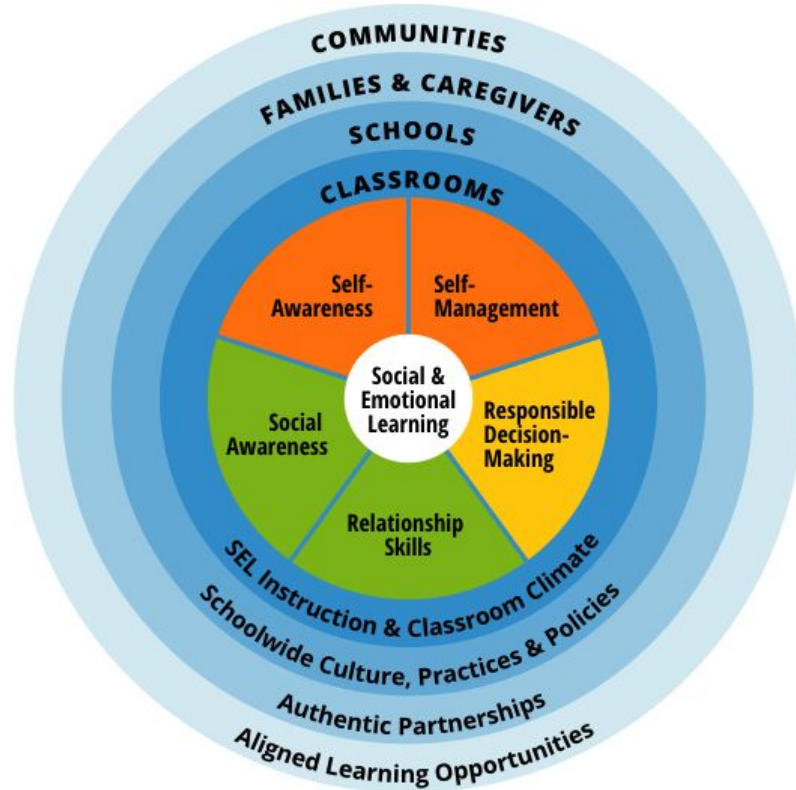 COMMUNITIES
FAMILIES & CAREGIVERS
SCHOOLS
CLASSROOMS
Self-
Awareness
Self-
Management
Social &
Emotional
Learning
Social
Awareness
Responsible
Decision-
Making
Relationship
Skills
SEL Instruction & Classroom Climate
Schoolwide Culture, Practices & Policies
Authentic Partnerships
Aligned Learning Opportunities